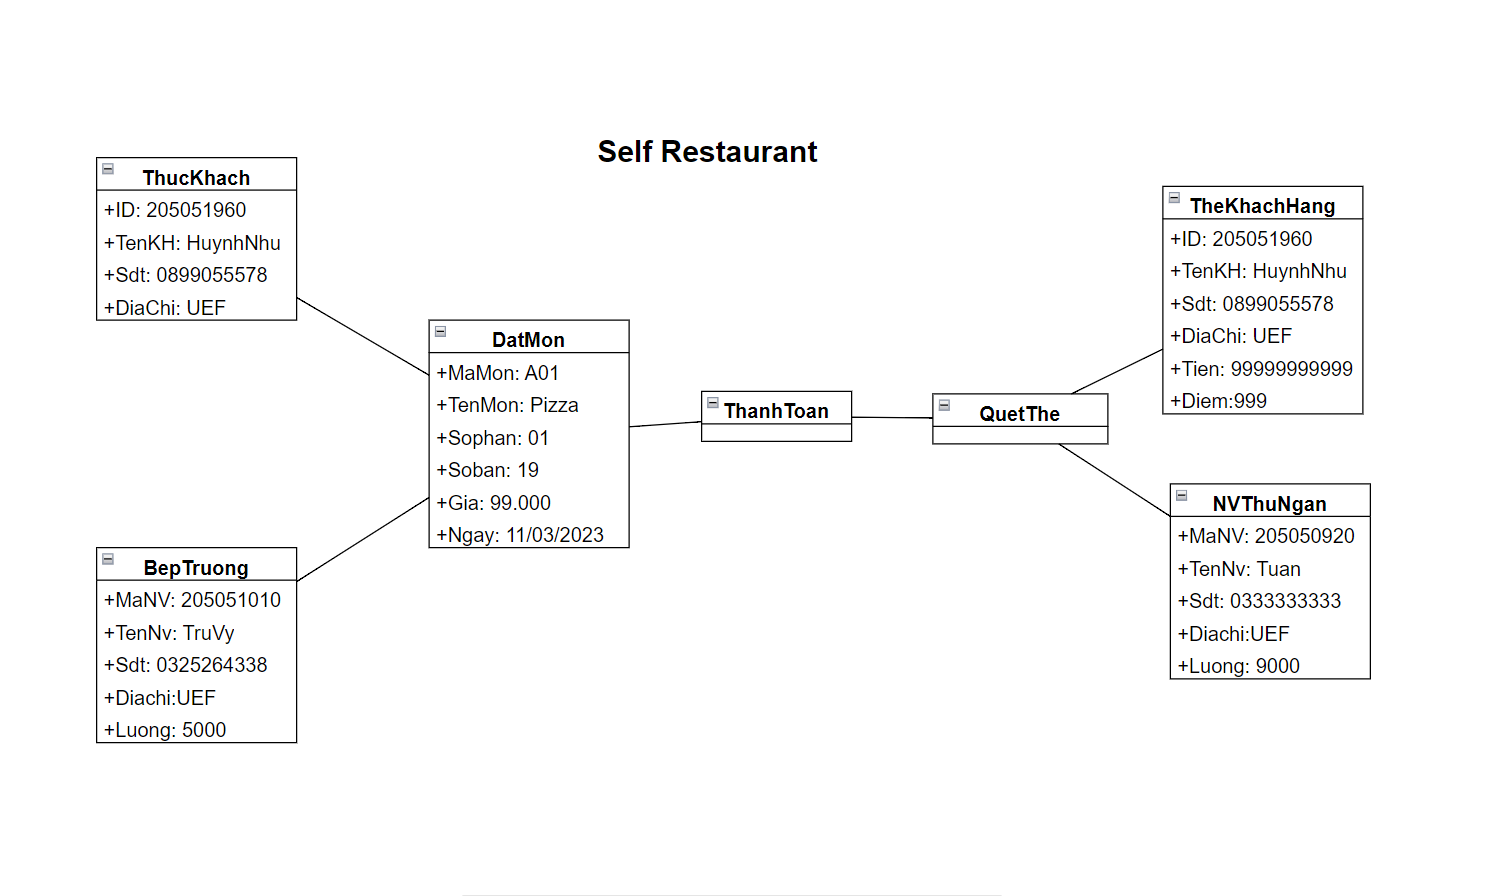 Self Restaurant
ThucKhach
+ID: 205051960
+TenKH: HuynhNhu
+Sdt: 0899055578
+DiaChi: UEF
BepTruong
+MaNV: 205051010
+TenNv: TruVy
+Sdt: 0325264338
+Diachi:UEF
+Luong: 5000
DatMon
+MaMon: A01
+TenMon: Pizza
+Sophan: 01
+Soban: 19
+Gia: 99.000
+Ngay: 11/03/2023
ThanhToan
QuetThe
TheKhachHang
+ID: 205051960
+TenKH: HuynhNhu
+Sdt: 0899055578
+DiaChi: UEF
+Tien: 99999999999
+Diem:999
NVThuNgan
+MaNV: 205050920
+TenNv: Tuan
+Sdt: 0333333333
+Diachi:UEF
+Luong: 9000